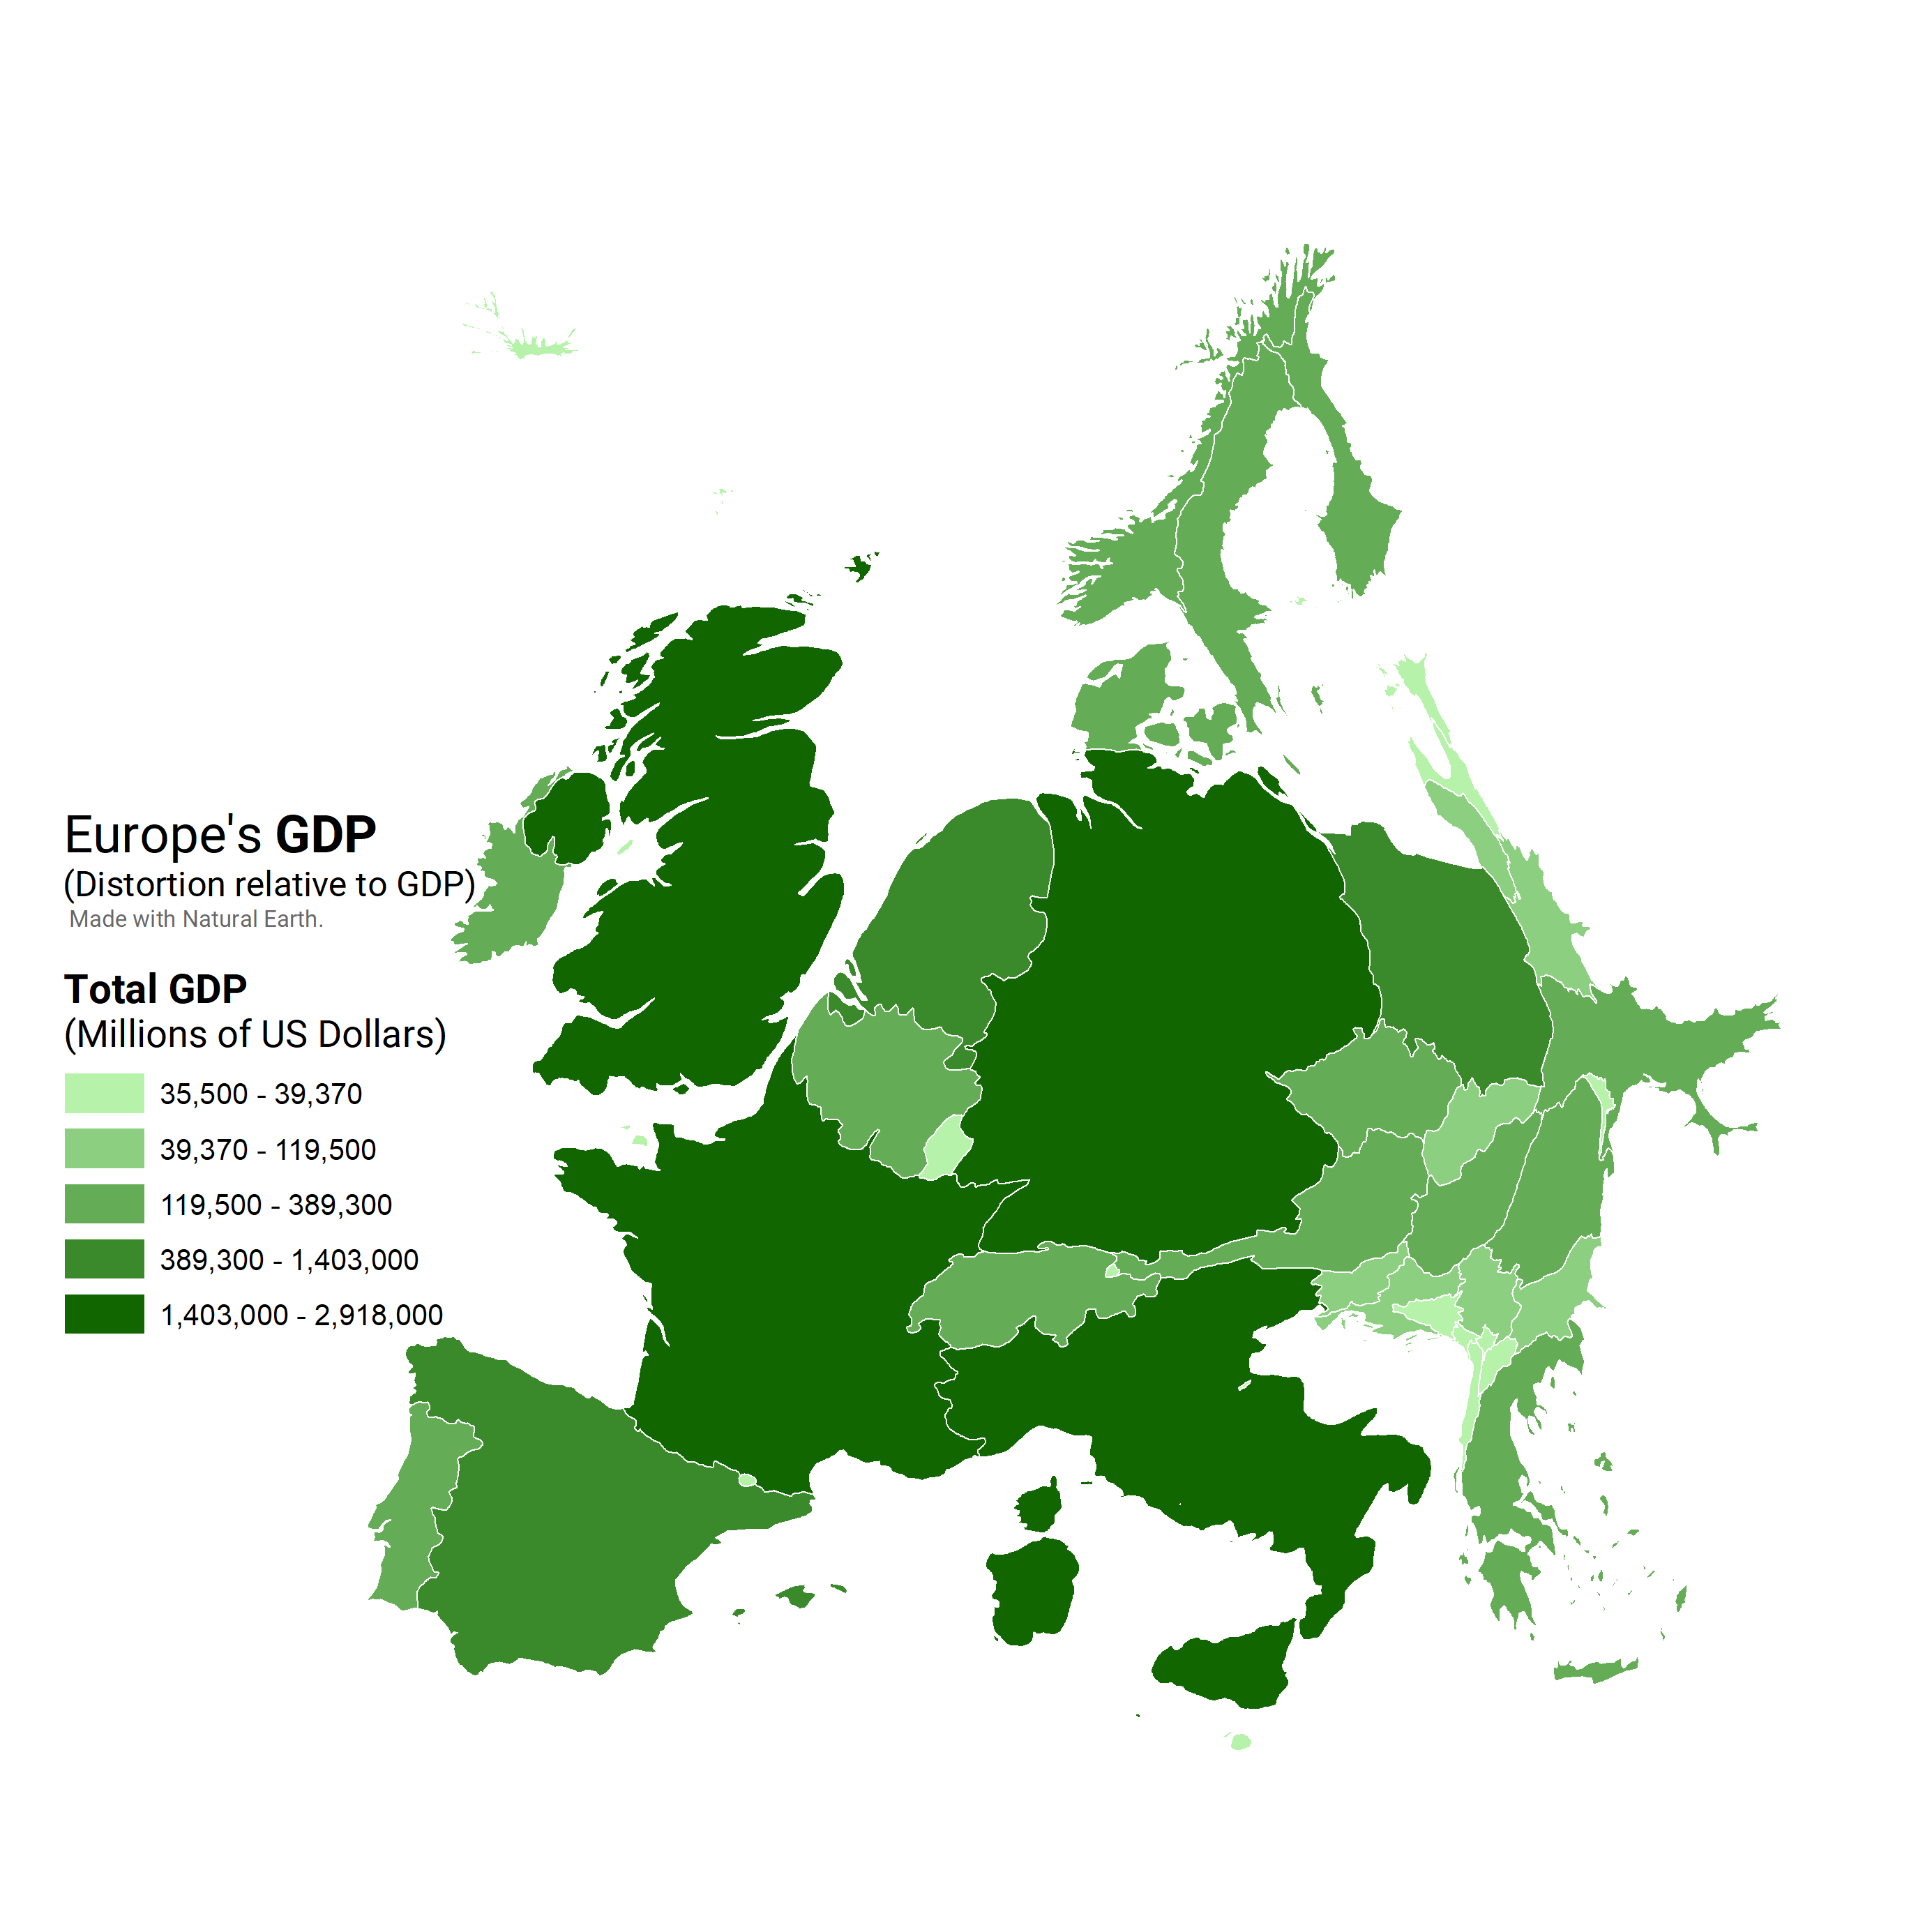 Europe's GDP
(Distortion relative to GDP)
Made with Natural Earth.
Total GDP
(Millions of US Dollars)
35,500 - 39,370
39,370 - 119,500
119,500 - 389,300
389,300 - 1,403,000
1,403,000 - 2,918,000